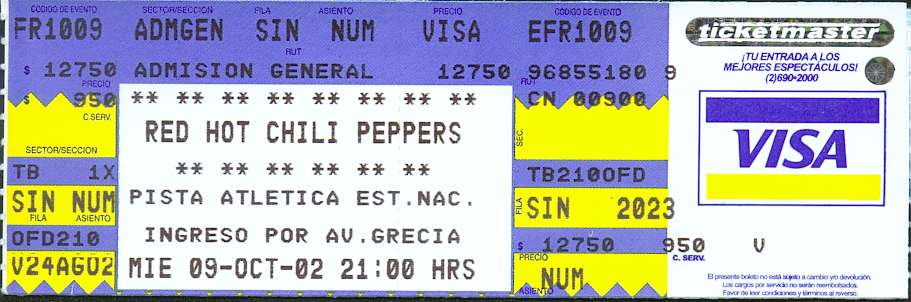 CODIGO DE EVENTO SECTOR/SECCION FILA ASIENTO PRECIO CODIGO DE EVENTO
FR1009 ADMGEN SIN NUM VISA EFR1009
RUT
$ 12750 ADMISION GENERAL 12750 96855180 9
PRECIO RUT
$ 950 CN 00900
C. SERV.
** ** ** ** ** ** ** **
RED HOT CHILI PEPPERS
SEC.
SECTOR/SECCION
** ** ** ** ** **
TB 1X TB210OFD
SIN NUM PISTA ATLETICA EST.NAC.
FILA ASIENTO
FILA SIN 2023
OFD210 INGRESO POR AV.GRECIA
$ 12750 950 V
PRECIO C. SERV.
V24AGO2 MIE 09-OCT-02 21:00 HRS
NUM
ASIENTO
ticketmaster
¡TU ENTRADA A LOS
MEJORES ESPECTÁCULOS!
(2)690-2000
VISA
El presente boleto no está sujeto a cambio y/o devolución.
Los cargos por servicio no serán reembolsados.
Favor de leer condiciones y términos al reverso.